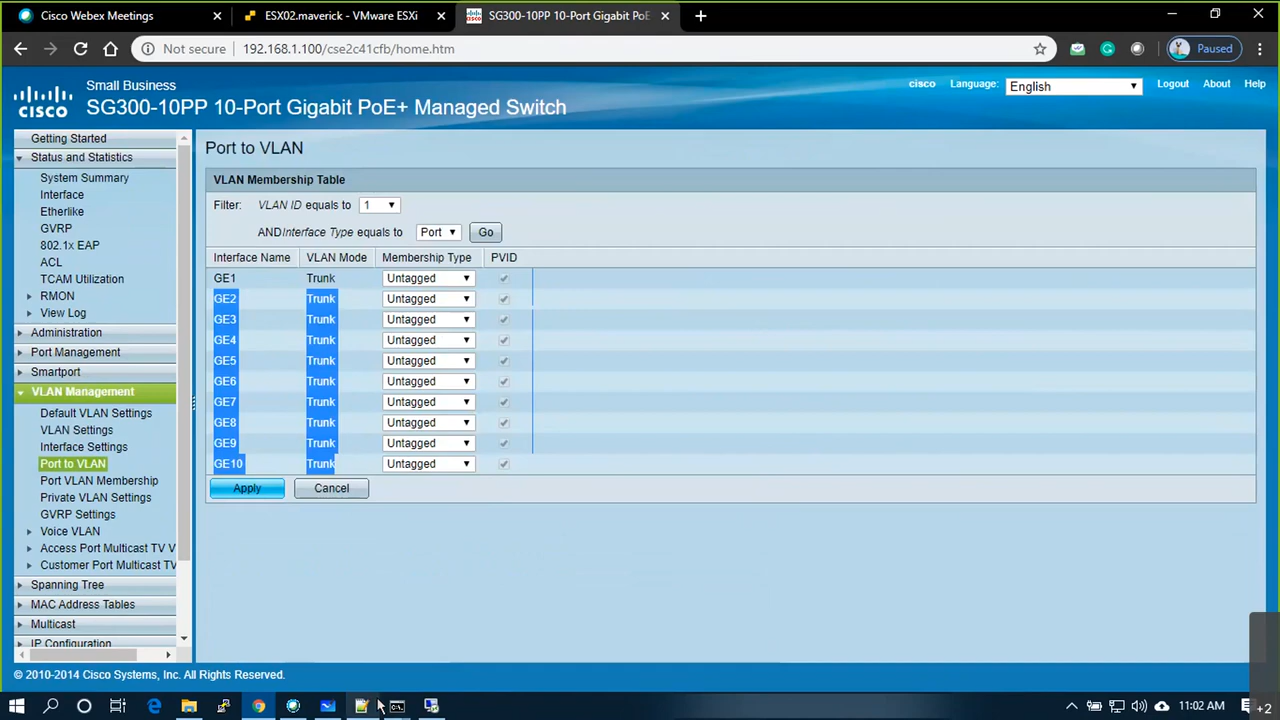 Cisco Webex Meetings
ESX02.maverick - VMware ESXi
SG300-10PP 10-Port Gigabit PoE
Not secure
192.168.1.100/cse2c41cfb/home.htm
Paused
Small Business
cisco
Language:
English
Logout
About
Help
CISCO
SG300-10PP 10-Port Gigabit PoE+ Managed Switch
Getting Started
Status and Statistics
System Summary
Interface
Etherlike
GVRP
802.1x EAP
ACL
TCAM Utilization
RMON
View Log
Administration
Port Management
Smartport
VLAN Management
Default VLAN Settings
VLAN Settings
Interface Settings
Port to VLAN
Port VLAN Membership
Private VLAN Settings
GVRP Settings
Voice VLAN
Access Port Multicast TV V
Customer Port Multicast TV
Spanning Tree
MAC Address Tables
Multicast
IP Configuration
Port to VLAN
VLAN Membership Table
Filter: VLAN ID equals to 1
ANDInterface Type equals to Port Go
Interface Name VLAN Mode Membership Type PVID
GE1 Trunk Untagged
GE2 Trunk Untagged
GE3 Trunk Untagged
GE4 Trunk Untagged
GE5 Trunk Untagged
GE6 Trunk Untagged
GE7 Trunk Untagged
GE8 Trunk Untagged
GE9 Trunk Untagged
GE10 Trunk Untagged
Apply Cancel
© 2010-2014 Cisco Systems, Inc. All Rights Reserved.
11:02 AM
+2